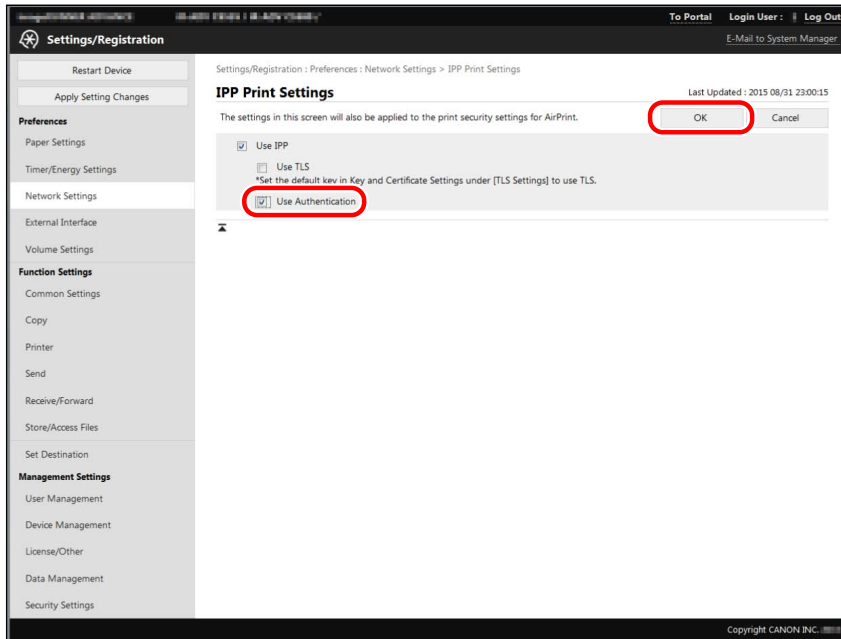 To Portal Login User : Log Out
Settings/Registration
E-Mail to System Manager
Restart Device
Apply Setting Changes
Preferences
Paper Settings
Timer/Energy Settings
Network Settings
External Interface
Volume Settings
Function Settings
Common Settings
Copy
Printer
Send
Receive/Forward
Store/Access Files
Set Destination
Management Settings
User Management
Device Management
License/Other
Data Management
Security Settings
Settings/Registration : Preferences : Network Settings > IPP Print Settings
IPP Print Settings
Last Updated : 2015 08/31 23:00:15
The settings in this screen will also be applied to the print security settings for AirPrint.
OK
Cancel
Use IPP
Use TLS
*Set the default key in Key and Certificate Settings under [TLS Settings] to use TLS.
Use Authentication
Copyright CANON INC.